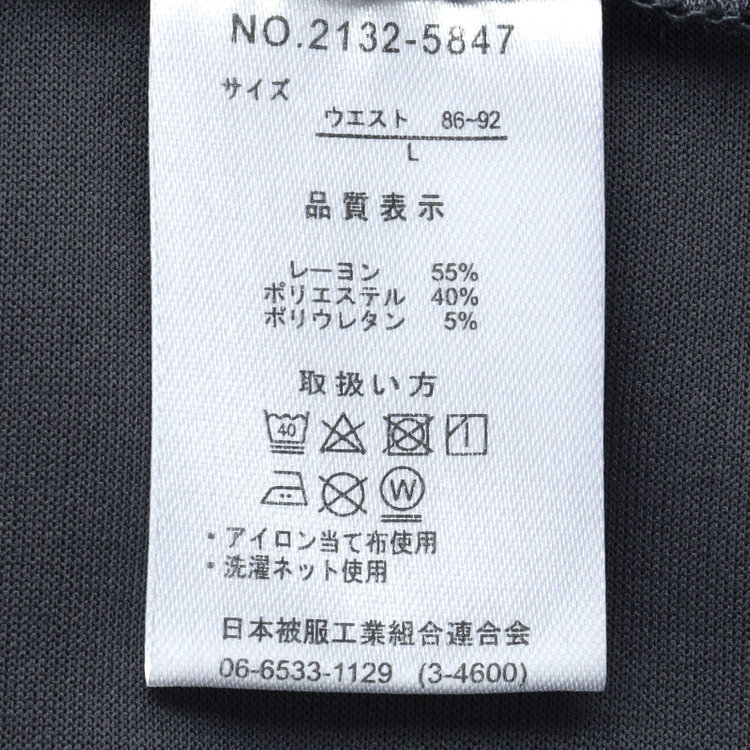 NO.2132-5847
サイズ
ウエスト 86~92
L
品質表示
レーヨン 55%
ポリエステル 40%
ポリウレタン 5%
取扱い方
40
W
・アイロン当て布使用
・洗濯ネット使用
日本被服工業組合連合会
06-6533-1129 (3-4600)